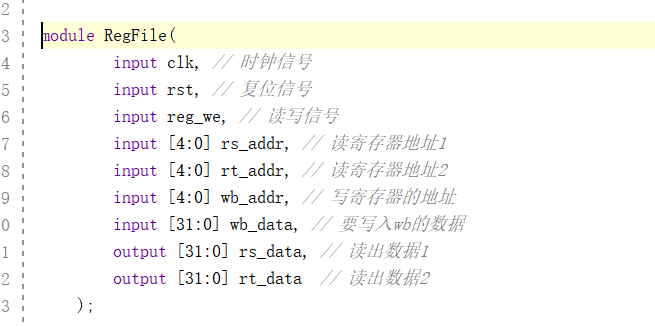 2
3 module RegFile(
4 input clk, // 时钟信号
5 input rst, // 复位信号
6 input reg_we, // 读写信号
7 input [4:0] rs_addr, // 读寄存器地址1
8 input [4:0] rt_addr, // 读寄存器地址2
9 input [4:0] wb_addr, // 写寄存器的地址
0 input [31:0] wb_data, // 要写入wb的数据
1 output [31:0] rs_data, // 读出数据1
2 output [31:0] rt_data // 读出数据2
3 );